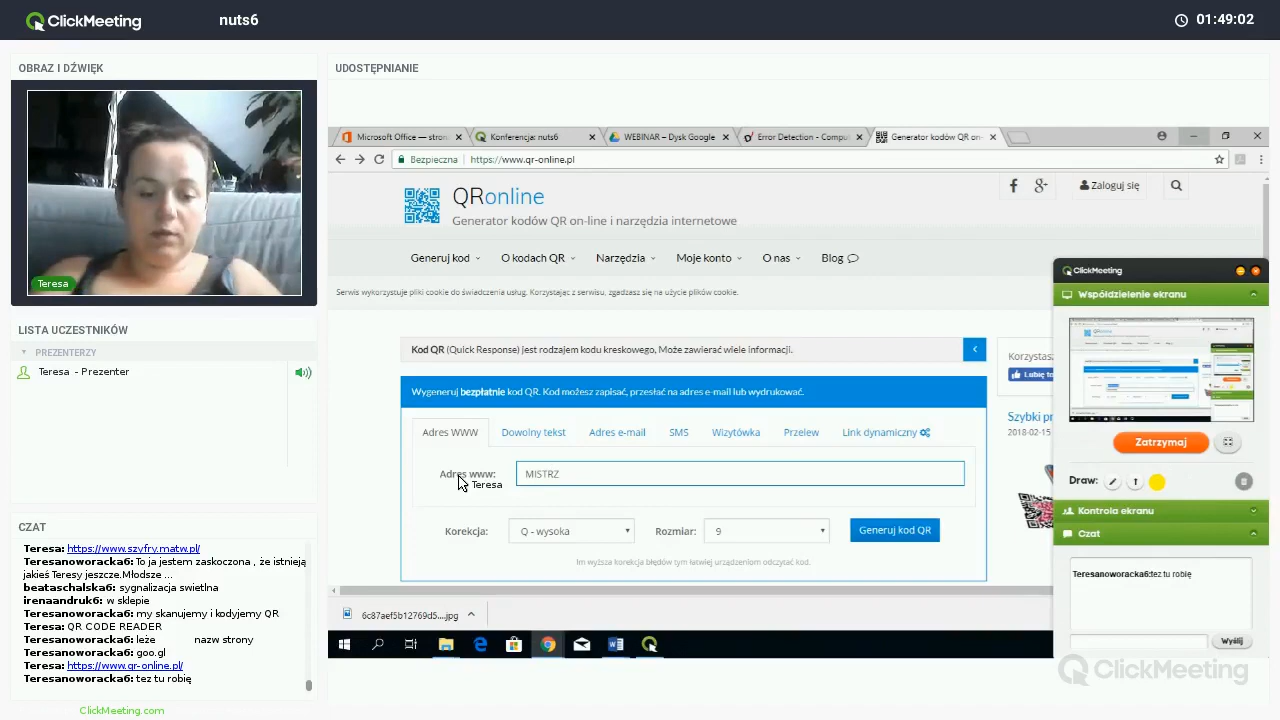 ClickMeeting
nuts6
01:49:02
OBRAZ I DŹWIĘK
Teresa
LISTA UCZESTNIKÓW
PREZENTERZY
Teresa - Prezenter
CZAT
Teresa: https://www.szyfry.matw.pl/
Teresanoworacka6: To ja jestem zaskoczona , że istnieją
jakieś Teresy jeszcze.Młodsze ...
beataschalska6: sygnalizacja swietlna
irenaandruk6: w sklepie
Teresanoworacka6: my skanujemy i kodyjemy QR
Teresa: QR CODE READER
Teresanoworacka6: leże nazw strony
Teresanoworacka6: goo.gl
Teresa: https://www.qr-online.pl/
Teresanoworacka6: tez tu robię
ClickMeeting.com
UDOSTĘPNIANIE
Microsoft Office — stron
Konferencja: nuts6
WEBINAR – Dysk Google
Error Detection - Compu
Generator kodów QR on-
Bezpieczna
https://www.qr-online.pl
QRonline
Generator kodów QR on-line i narzędzia internetowe
Zaloguj się
Generuj kod
O kodach QR
Narzędzia
Moje konto
O nas
Blog
Serwis wykorzystuje pliki cookie do świadczenia usług. Korzystając z serwisu, zgadzasz się na użycie plików cookie.
Kod QR (Quick Response) jest rodzajem kodu kreskowego, Może zawierać wiele informacji.
Korzystasz
Lubię to
Wygeneruj bezpłatnie kod QR. Kod możesz zapisać, przesłać na adres e-mail lub wydrukować.
Szybki pr
2018-02-15
Adres WWW
Dowolny tekst
Adres e-mail
SMS
Wizytówka
Przelew
Link dynamiczny
Adres www:
MISTRZ
Teresa
Korekcja:
Q - wysoka
Rozmiar:
9
Generuj kod QR
Im wyższa korekcja błędów tym łatwiej urządzeniom odczytać kod.
6c87aef5b12769d5....jpg
ClickMeeting
Współdzielenie ekranu
Zatrzymaj
Draw:
T
Kontrola ekranu
Czat
Teresanoworacka6:tez tu robię
Wyślij
ClickMeeting